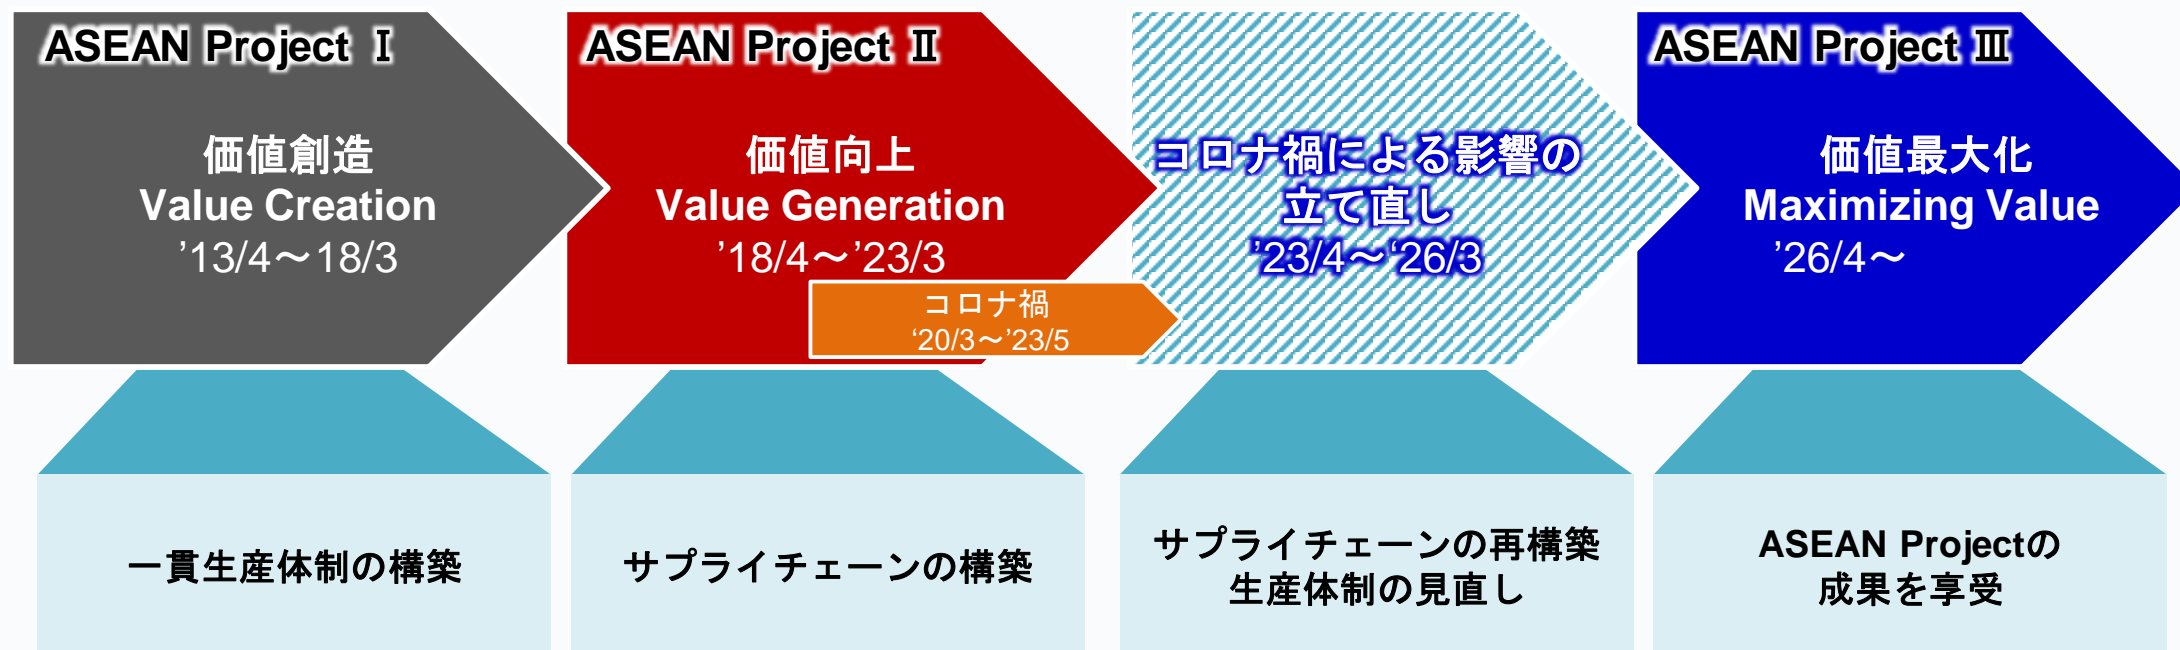 ASEAN Project Ⅰ
価値創造
Value Creation
’13/4～18/3
ASEAN Project Ⅱ
価値向上
Value Generation
’18/4～’23/3
コロナ禍
‘20/3～’23/5
コロナ禍による影響の
立て直し
’23/4～‘26/3
ASEAN Project Ⅲ
価値最大化
Maximizing Value
’26/4～
一貫生産体制の構築
サプライチェーンの構築
サプライチェーンの再構築
生産体制の見直し
ASEAN Projectの
成果を享受